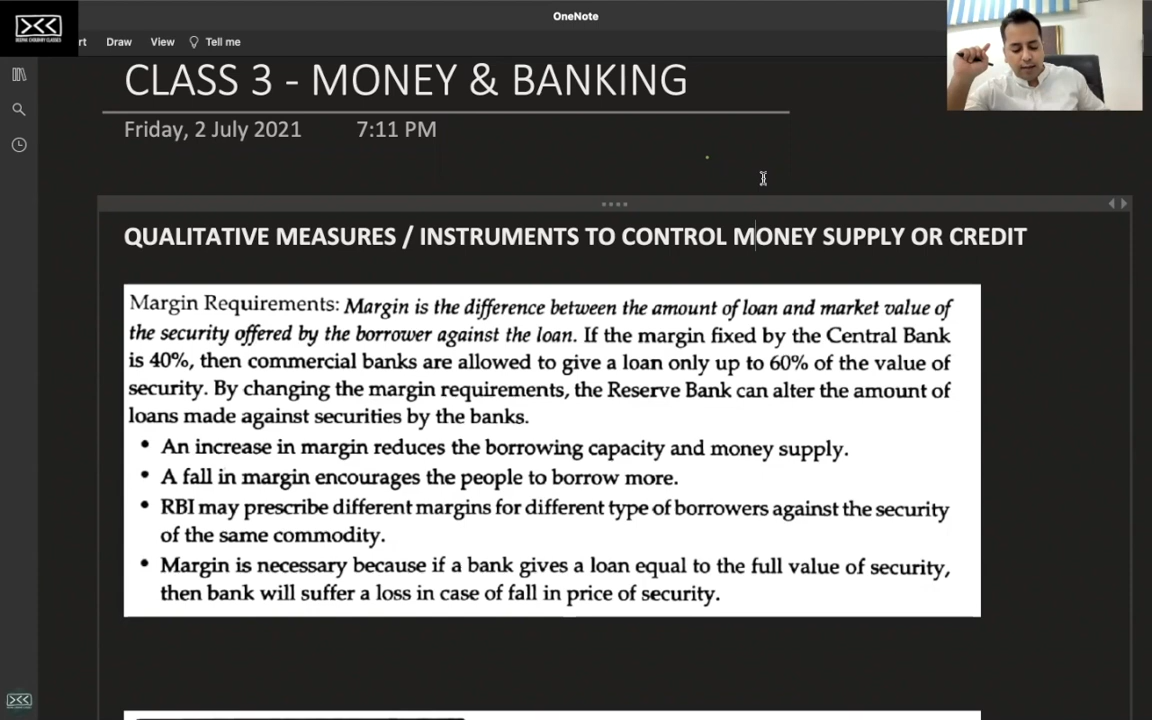 OneNote
rt Draw View Tell me
CLASS 3 - MONEY & BANKING
Friday, 2 July 2021 7:11 PM
QUALITATIVE MEASURES / INSTRUMENTS TO CONTROL MONEY SUPPLY OR CREDIT
Margin Requirements: Margin is the difference between the amount of loan and market value of
the security offered by the borrower against the loan. If the margin fixed by the Central Bank
is 40%, then commercial banks are allowed to give a loan only up to 60% of the value of
security. By changing the margin requirements, the Reserve Bank can alter the amount of
loans made against securities by the banks.
• An increase in margin reduces the borrowing capacity and money supply.
• A fall in margin encourages the people to borrow more.
• RBI may prescribe different margins for different type of borrowers against the security
of the same commodity.
• Margin is necessary because if a bank gives a loan equal to the full value of security,
then bank will suffer a loss in case of fall in price of security.